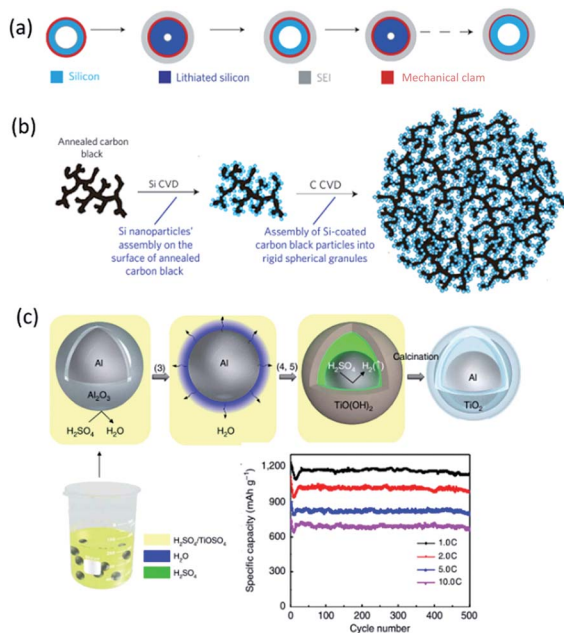 (a)
Silicon
Lithiated silicon
SEI
Mechanical clam
(b)
Annealed carbon
black
Si CVD
C CVD
Si nanoparticles'
assembly on the
surface of annealed
carbon black
Assembly of Si-coated
carbon black particles into
rigid spherical granules
(c)
Al
Al₂O₃
H₂SO₄
H₂O
(3)
Al
H₂O
(4, 5)
H₂SO₄
H₂(↑)
TiO(OH)₂
Calcination
Al
TiO₂
H₂SO₄/TiOSO₄
H₂O
H₂SO₄
Specific capacity (mAh g⁻¹)
1,200
900
600
300
0
1.0C
2.0C
5.0C
10.0C
0
100
200
300
400
500
Cycle number